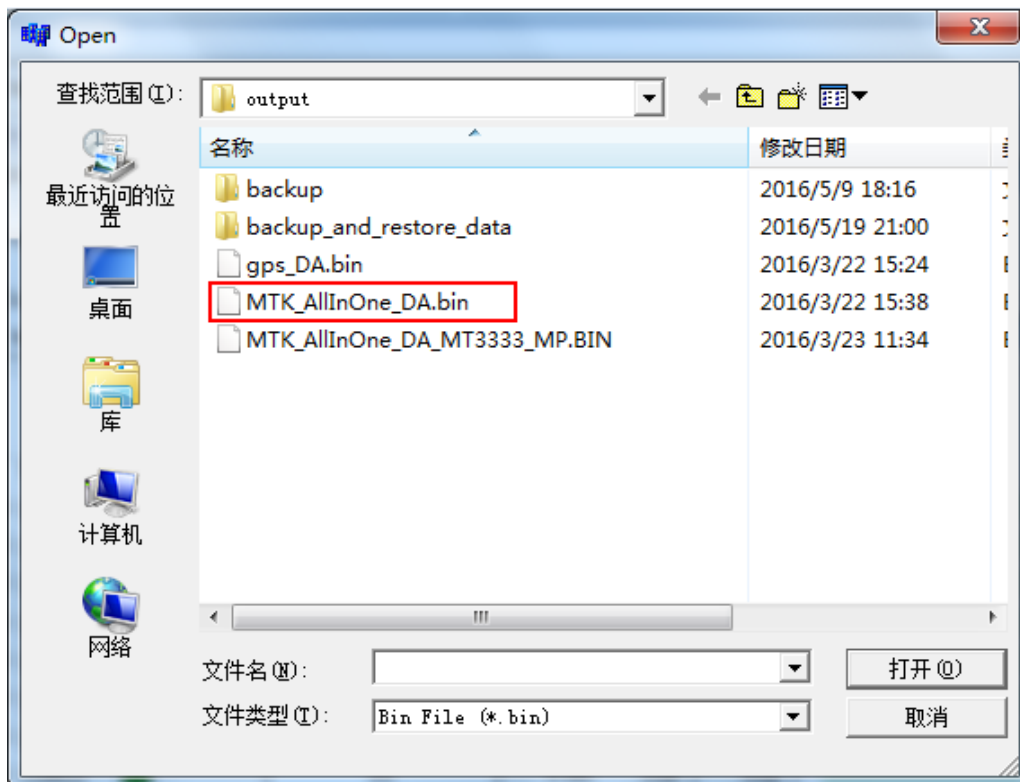 Open
查找范围(I):
output
名称
修改日期
backup
2016/5/9 18:16
backup_and_restore_data
2016/5/19 21:00
gps_DA.bin
2016/3/22 15:24
MTK_AllInOne_DA.bin
2016/3/22 15:38
MTK_AllInOne_DA_MT3333_MP.BIN
2016/3/23 11:34
最近访问的位
置
桌面
库
计算机
网络
文件名(N):
打开(O)
文件类型(T):
Bin File (*.bin)
取消